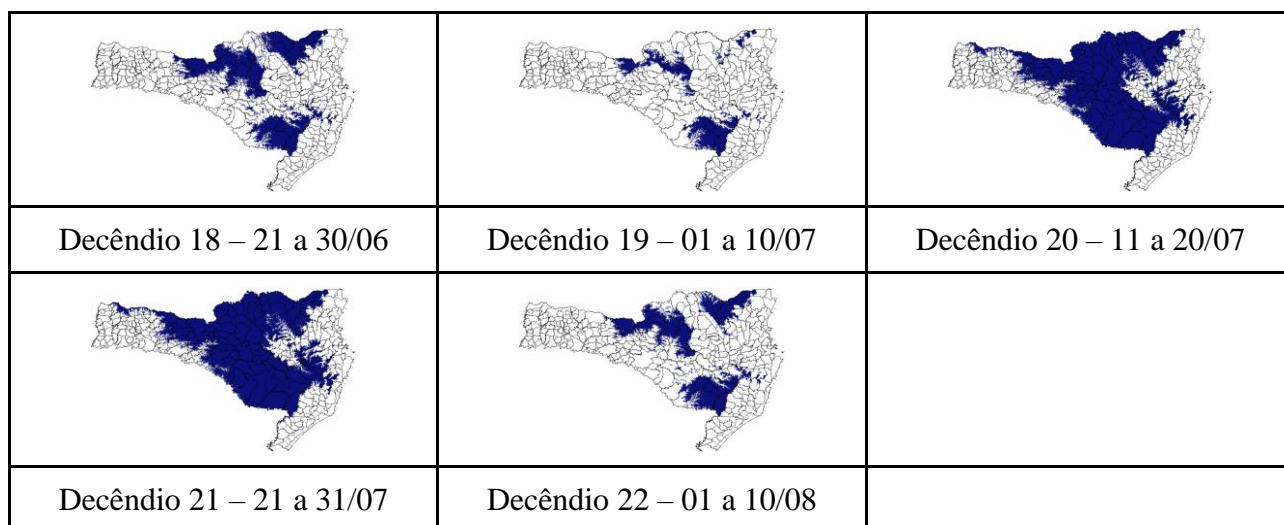 Decêndio 18 – 21 a 30/06
Decêndio 19 – 01 a 10/07
Decêndio 20 – 11 a 20/07
Decêndio 21 – 21 a 31/07
Decêndio 22 – 01 a 10/08